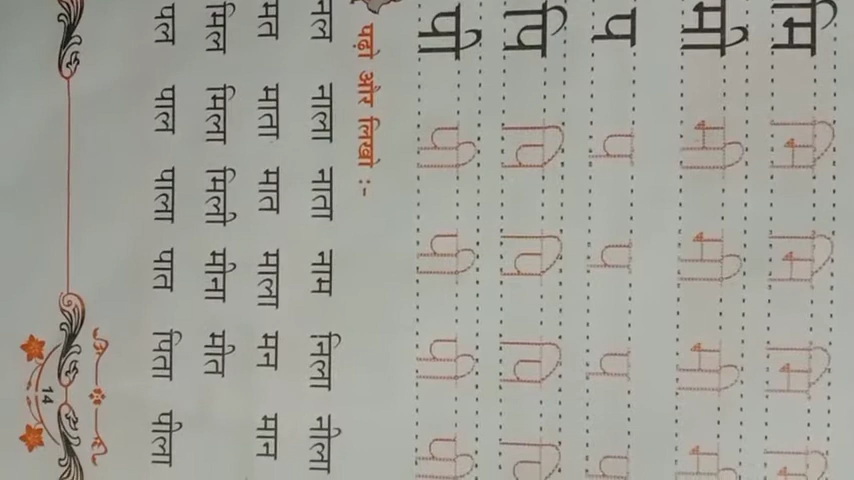 मि मि मि मि मि
मी मी मी मी मी
प प प प प
पि पि पि पि पि
पी पी पी पी पी
पढ़ो और लिखो :-
नल नाला नाता नाम निला नीला
मत माता मात माला मन मान
मिल मिला मिली मीना मीत
पल पाल पाला पात पिता पीला
14